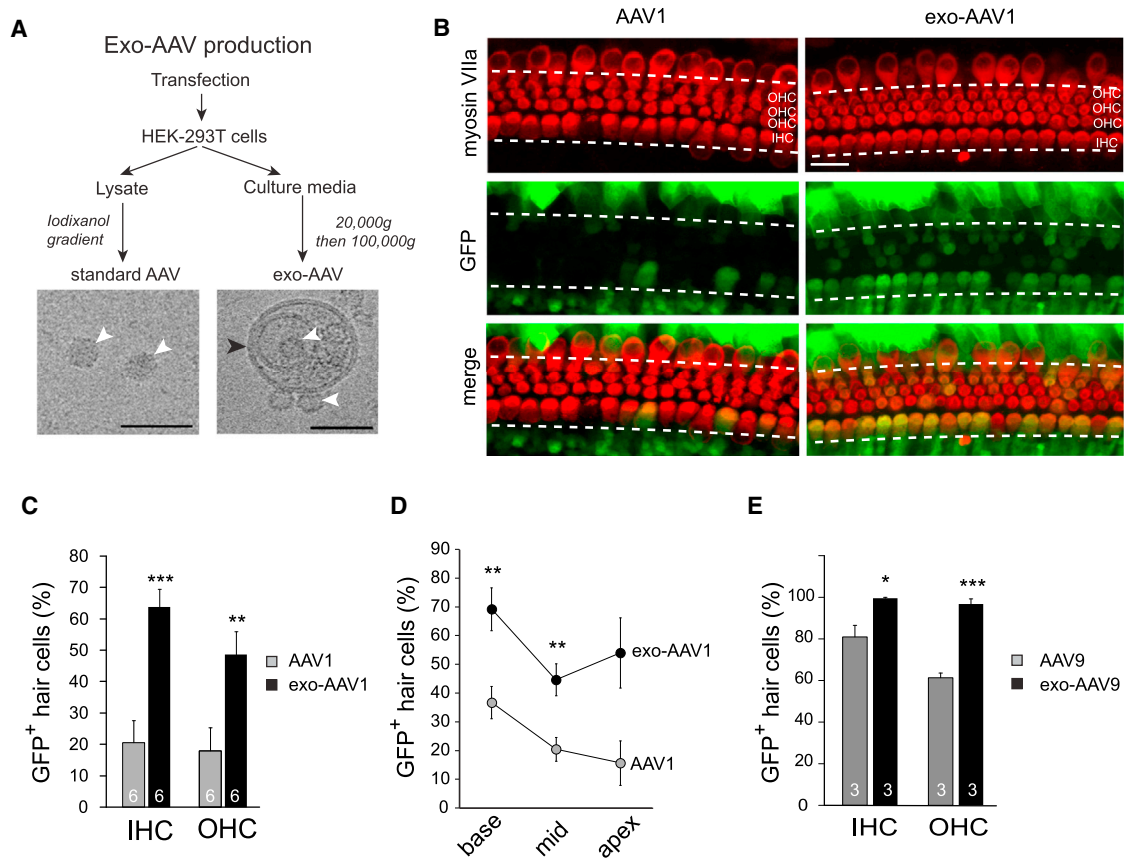 A
Exo-AAV production
Transfection
HEK-293T cells
Lysate
Culture media
Iodixanol
gradient
20,000g
then 100,000g
standard AAV
exo-AAV
B
AAV1
exo-AAV1
myosin VIIa
OHC
OHC
OHC
IHC
OHC
OHC
OHC
IHC
GFP
merge
C
GFP+ hair cells (%)
80
70
60
50
40
30
20
10
0
***
**
6
6
6
6
IHC
OHC
AAV1
exo-AAV1
D
GFP+ hair cells (%)
90
80
70
60
50
40
30
20
10
0
**
**
exo-AAV1
AAV1
base
mid
apex
E
GFP+ hair cells (%)
100
80
60
40
20
0
*
***
3
3
3
3
IHC
OHC
AAV9
exo-AAV9